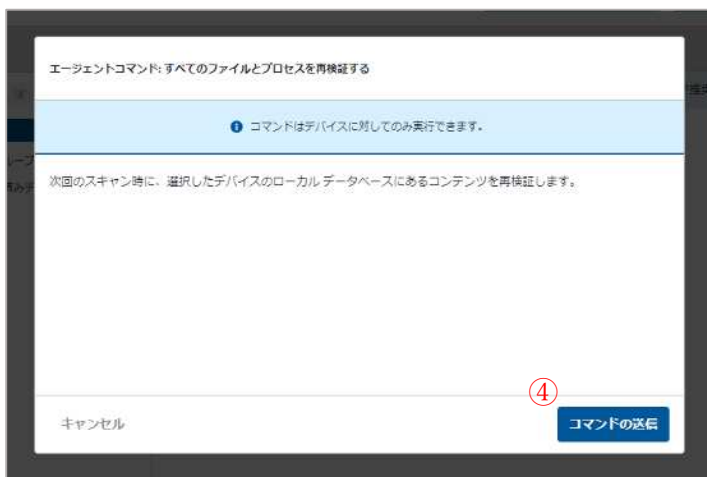 エージェントコマンド: すべてのファイルとプロセスを再検証する
コマンドはデバイスに対してのみ実行できます。
次回のスキャン時に、選択したデバイスのローカル データベースにあるコンテンツを再検証します。
④
キャンセル
コマンドの送信